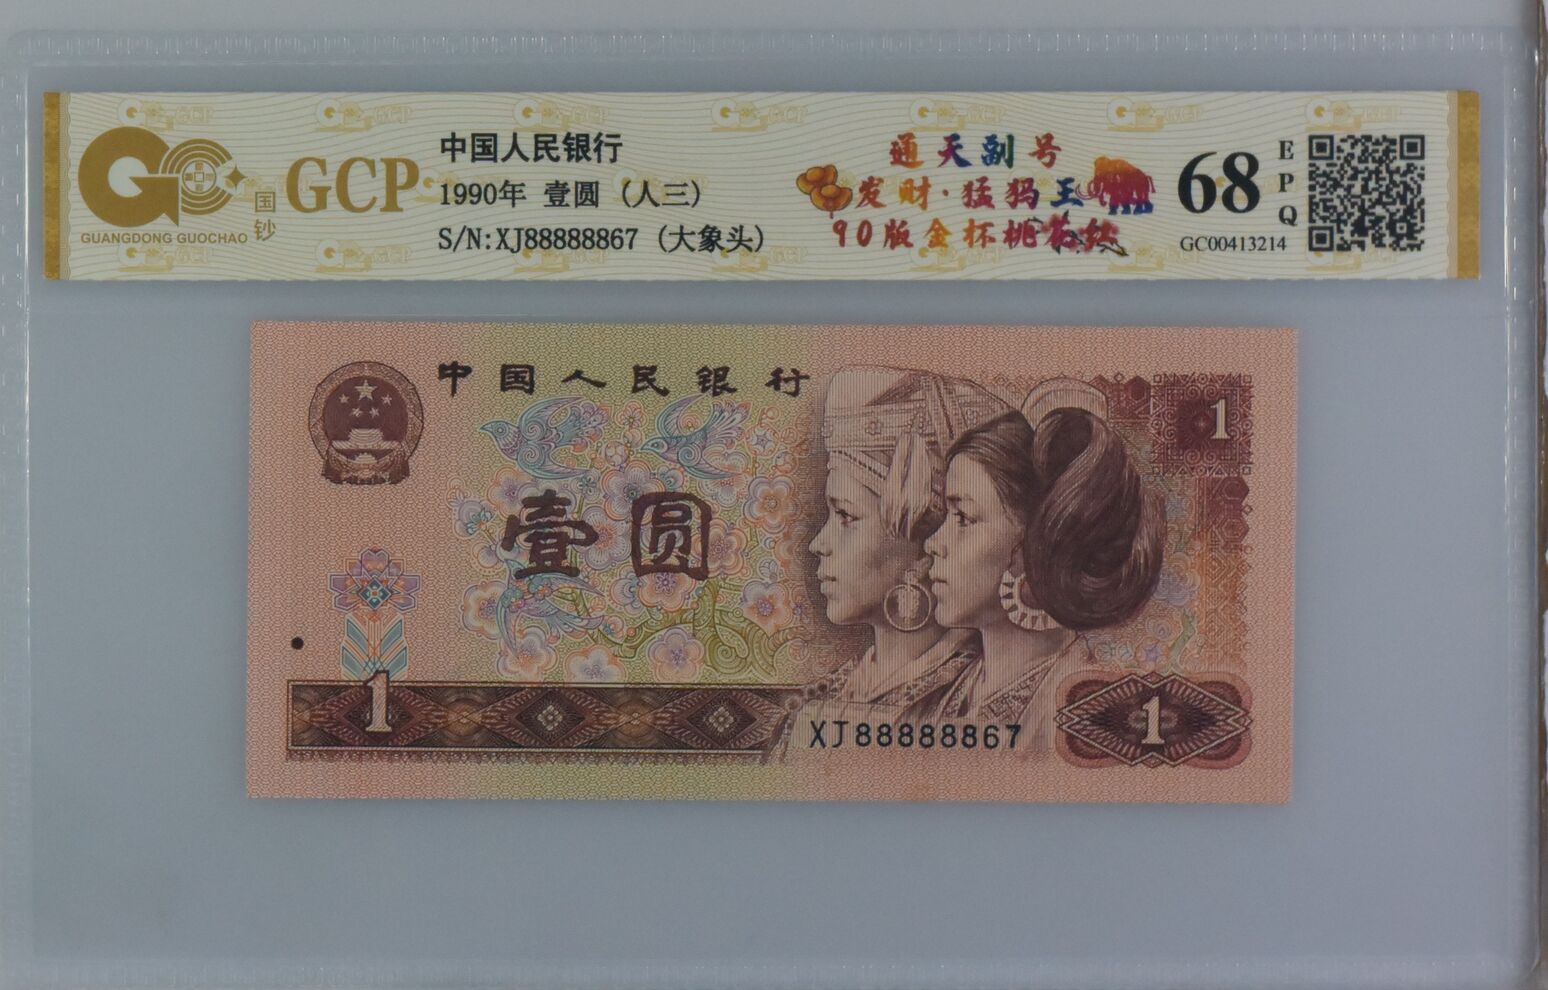 GCP
GUANGDONG GUOCHAO
国钞
中国人民银行
1990年 壹圆 (人三)
S/N:XJ88888867 (大象头)
通天副号
发财·猛犸王
90版金杯桃花红
68
EPQ
GC00413214
中国人民银行
1
壹圆
1
XJ88888867
1